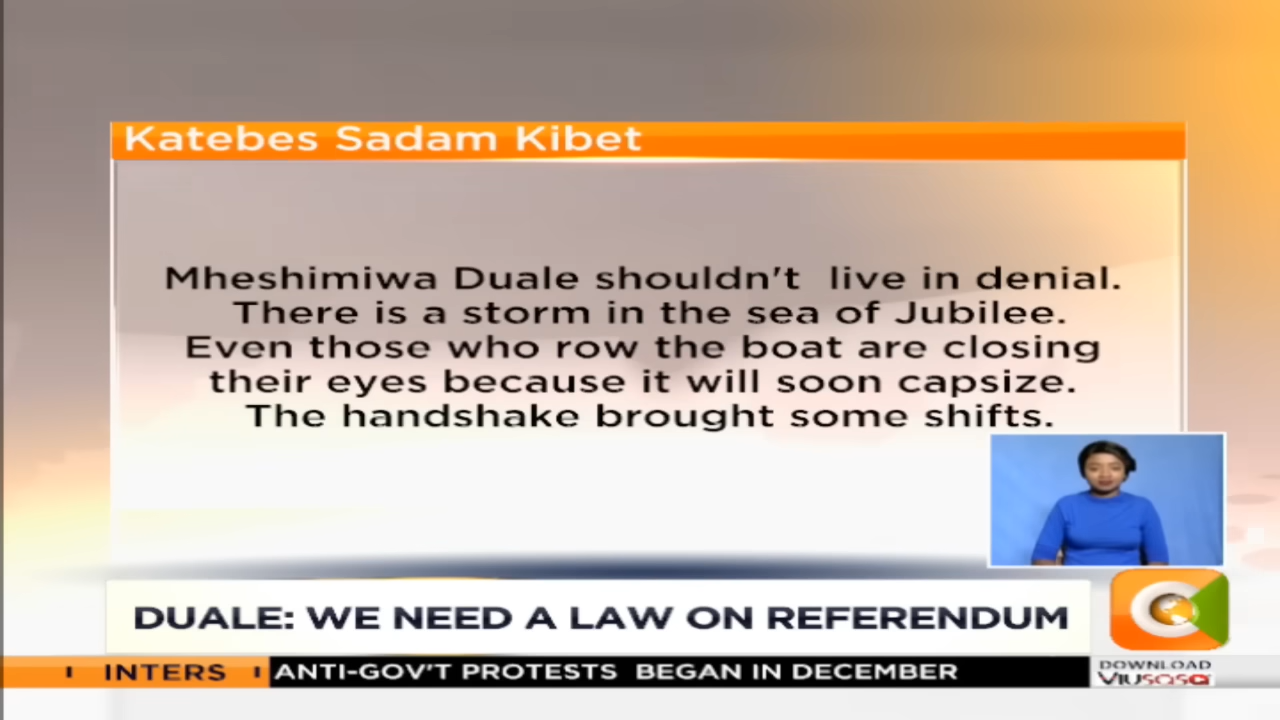 Katebes Sadam Kibet
Mheshimiwa Duale shouldn't live in denial.
There is a storm in the sea of Jubilee.
Even those who row the boat are closing
their eyes because it will soon capsize.
The handshake brought some shifts.
DUALE: WE NEED A LAW ON REFERENDUM
INTERS
ANTI-GOV'T PROTESTS BEGAN IN DECEMBER
DOWNLOAD
VIUSASA